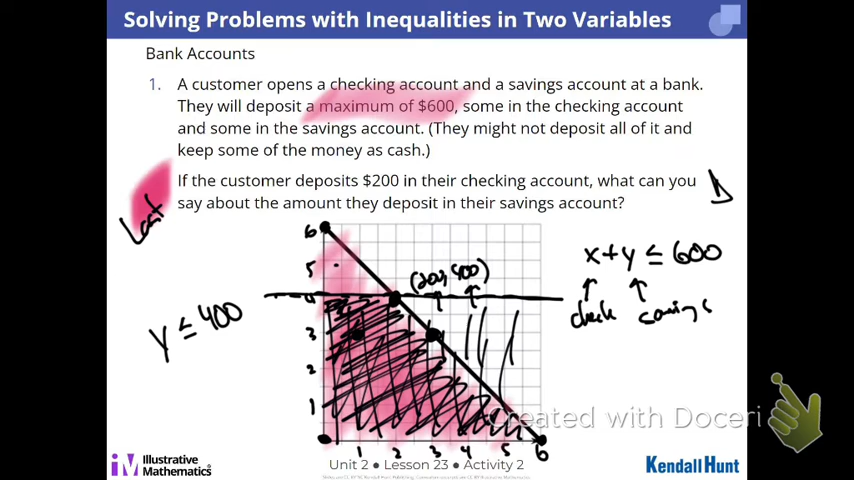 Solving Problems with Inequalities in Two Variables
Bank Accounts
1. A customer opens a checking account and a savings account at a bank.
They will deposit a maximum of $600, some in the checking account
and some in the savings account. (They might not deposit all of it and
keep some of the money as cash.)
If the customer deposits $200 in their checking account, what can you
say about the amount they deposit in their savings account?
Last
x+y ≤ 600
check savings
y ≤ 400
(200, 400)
6
5
4
3
2
1
1 2 3 4 5 6
Created with Doceri
Illustrative
Mathematics®
Unit 2 • Lesson 23 • Activity 2
Kendall Hunt